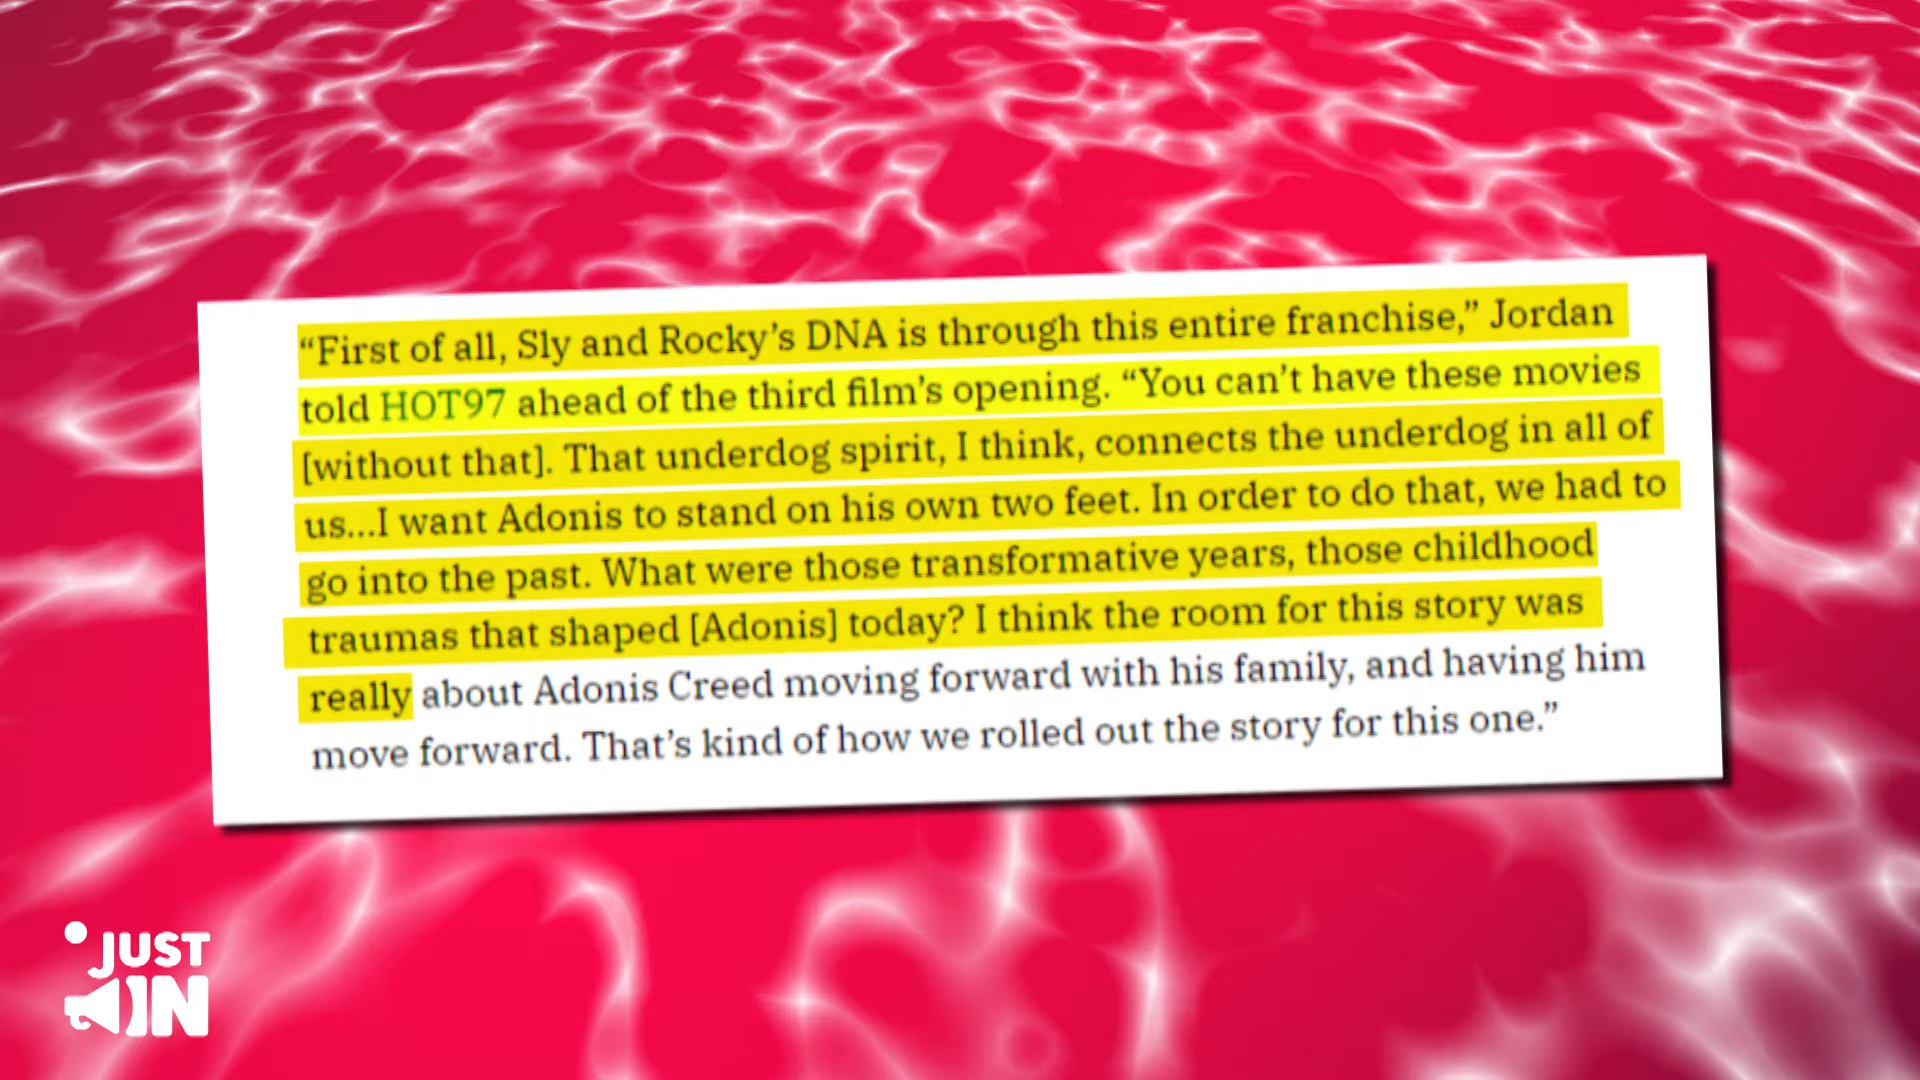 “First of all, Sly and Rocky’s DNA is through this entire franchise,” Jordan
told HOT97 ahead of the third film’s opening. “You can’t have these movies
[without that]. That underdog spirit, I think, connects the underdog in all of
us...I want Adonis to stand on his own two feet. In order to do that, we had to
go into the past. What were those transformative years, those childhood
traumas that shaped [Adonis] today? I think the room for this story was
really about Adonis Creed moving forward with his family, and having him
move forward. That’s kind of how we rolled out the story for this one.”
JUST
IN